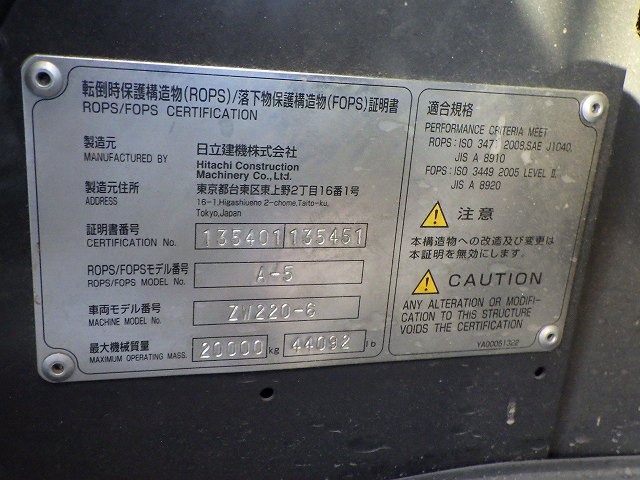 転倒時保護構造物(ROPS)/落下物保護構造物(FOPS)証明書
ROPS/FOPS CERTIFICATION
製造元
MANUFACTURED BY
日立建機株式会社
Hitachi Construction
Machinery Co., Ltd.
製造元住所
ADDRESS
東京都台東区東上野2丁目16番1号
16-1, Higashiueno 2-chome, Taito-ku,
Tokyo, Japan
証明書番号
CERTIFICATION No.
135401 135451
ROPS/FOPSモデル番号
ROPS/FOPS MODEL No.
A-5
車両モデル番号
MACHINE MODEL No.
ZW220-6
最大機械質量
MAXIMUM OPERATING MASS.
20000 kg 44092 lb
適合規格
PERFORMANCE CRITERIA MEET
ROPS : ISO 3471 2008,SAE J1040,
JIS A 8910
FOPS : ISO 3449 2005 LEVEL II,
JIS A 8920
注意
本構造物への改造及び変更は
本証明を無効にします.
CAUTION
ANY ALTERATION OR MODIFI-
CATION TO THIS STRUCTURE
VOIDS THE CERTIFICATION
YA00061322